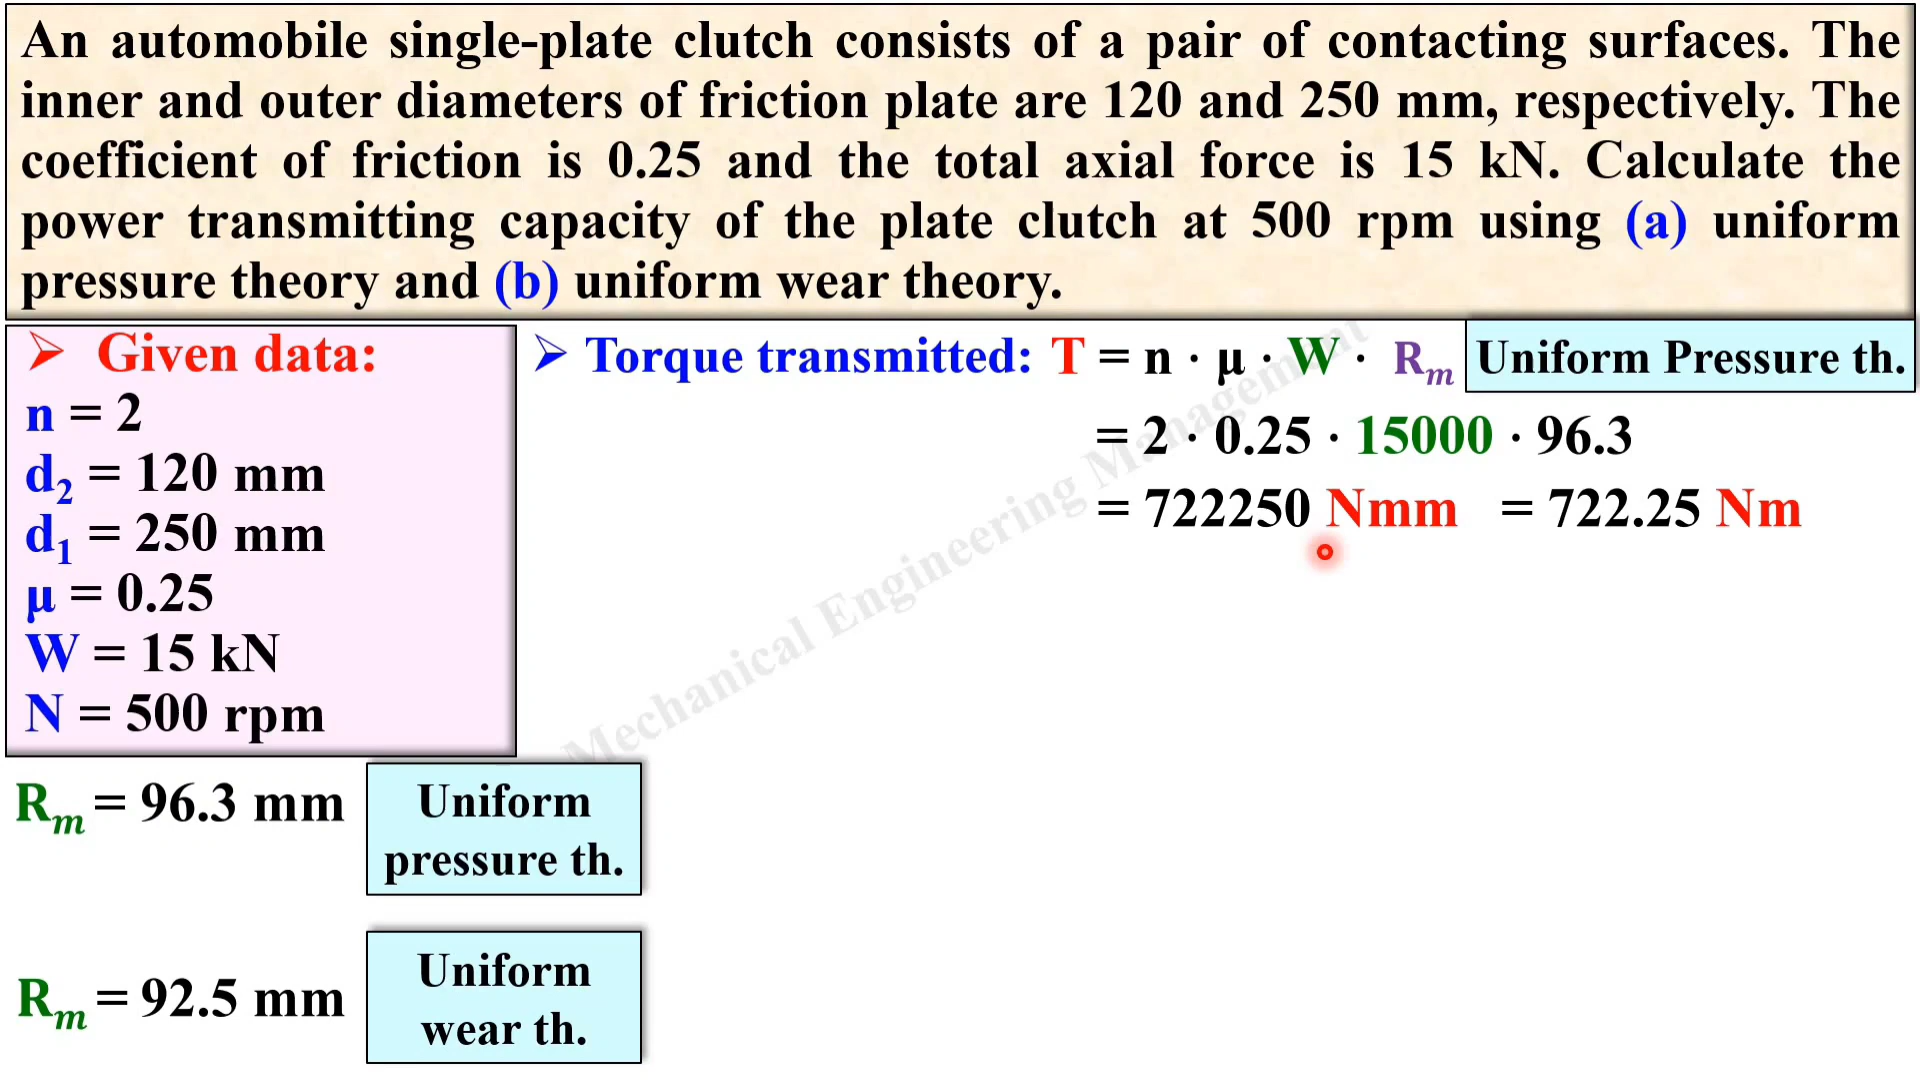 An automobile single-plate clutch consists of a pair of contacting surfaces. The
inner and outer diameters of friction plate are 120 and 250 mm, respectively. The
coefficient of friction is 0.25 and the total axial force is 15 kN. Calculate the
power transmitting capacity of the plate clutch at 500 rpm using (a) uniform
pressure theory and (b) uniform wear theory.
➢ Given data:
n = 2
d₂ = 120 mm
d₁ = 250 mm
μ = 0.25
W = 15 kN
N = 500 rpm
Rₘ = 96.3 mm
Uniform
pressure th.
Rₘ = 92.5 mm
Uniform
wear th.
➢ Torque transmitted: T = n · μ · W · Rₘ
Uniform Pressure th.
= 2 · 0.25 · 15000 · 96.3
= 722250 Nmm = 722.25 Nm
Mechanical Engineering Management